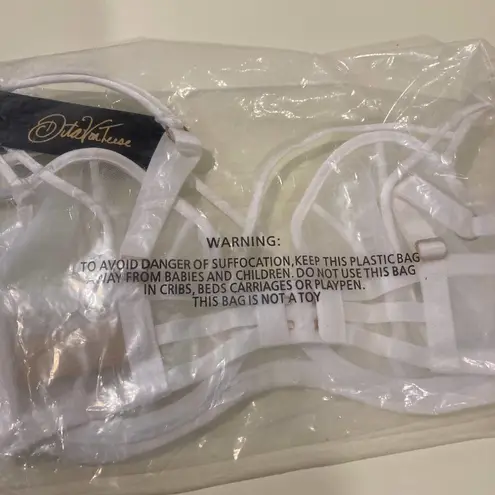 Dita Von Teese
WARNING:
TO AVOID DANGER OF SUFFOCATION,KEEP THIS PLASTIC BAG
AWAY FROM BABIES AND CHILDREN. DO NOT USE THIS BAG
IN CRIBS, BEDS CARRIAGES OR PLAYPEN.
THIS BAG IS NOT A TOY